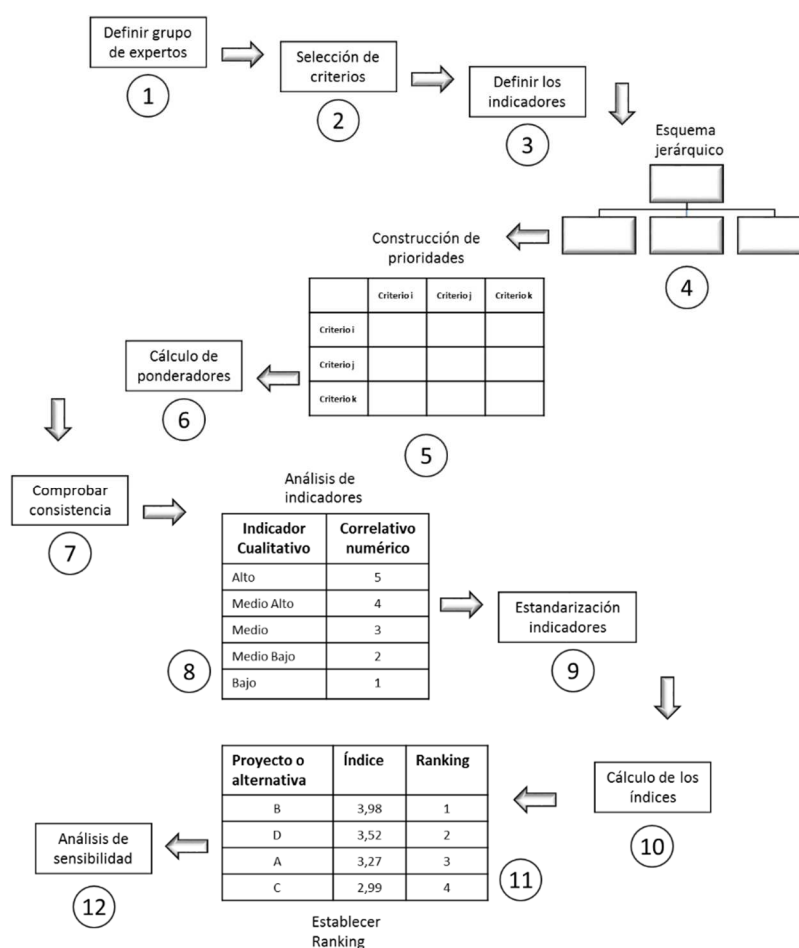 Definir grupo
de expertos
1
Selección de
criterios
2
Definir los
indicadores
3
Esquema
jerárquico
4
Construcción de
prioridades
Criterio i Criterio j Criterio k
Criterio i
Criterio j
Criterio k
5
Cálculo de
ponderadores
6
Comprobar
consistencia
7
Análisis de
indicadores
Indicador
Cualitativo
Correlativo
numérico
Alto 5
Medio Alto 4
Medio 3
Medio Bajo 2
Bajo 1
8
Estandarización
indicadores
9
Cálculo de los
índices
10
Proyecto o
alternativa
Índice
Ranking
B 3,98 1
D 3,52 2
A 3,27 3
C 2,99 4
11
Establecer
Ranking
Análisis de
sensibilidad
12